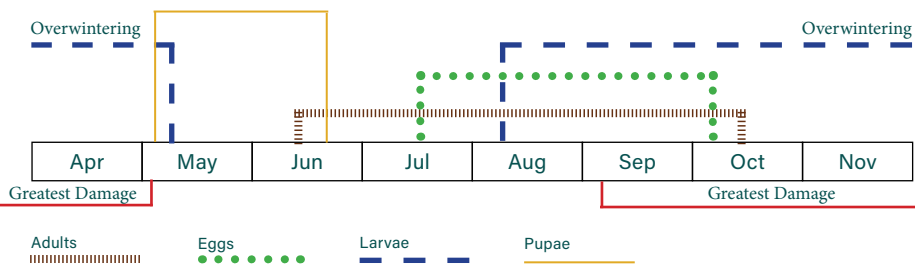 Overwintering Overwintering
Apr May Jun Jul Aug Sep Oct Nov
Greatest Damage Greatest Damage
Adults Eggs Larvae Pupae